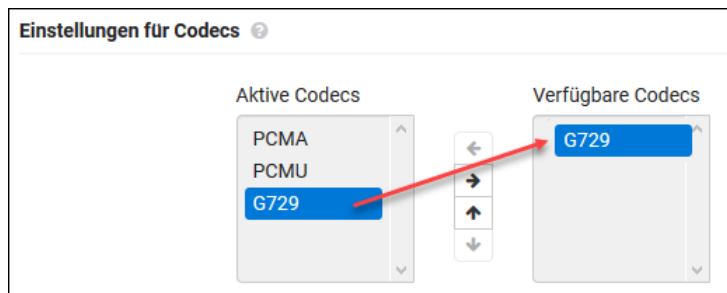 Einstellungen für Codecs ?
Aktive Codecs
Verfügbare Codecs
PCMA
PCMU
G729
G729